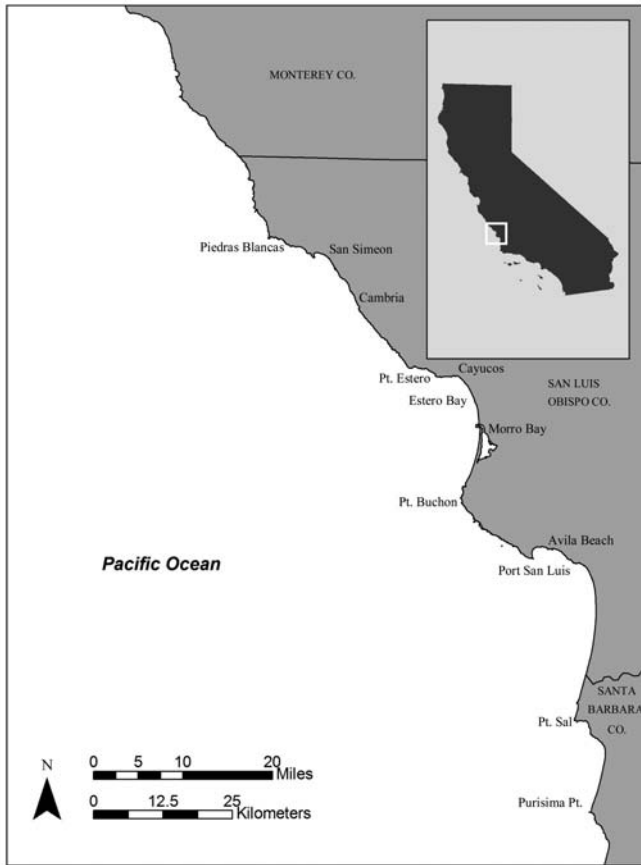 MONTEREY CO.
Piedras Blancas
San Simeon
Cambria
Pt. Estero
Cayucos
Estero Bay
SAN LUIS
OBISPO CO.
Morro Bay
Pt. Buchon
Avila Beach
Port San Luis
Pacific Ocean
SANTA
BARBARA
CO.
Pt. Sal
Purisima Pt.
N
0 5 10 20
Miles
0 12.5 25
Kilometers